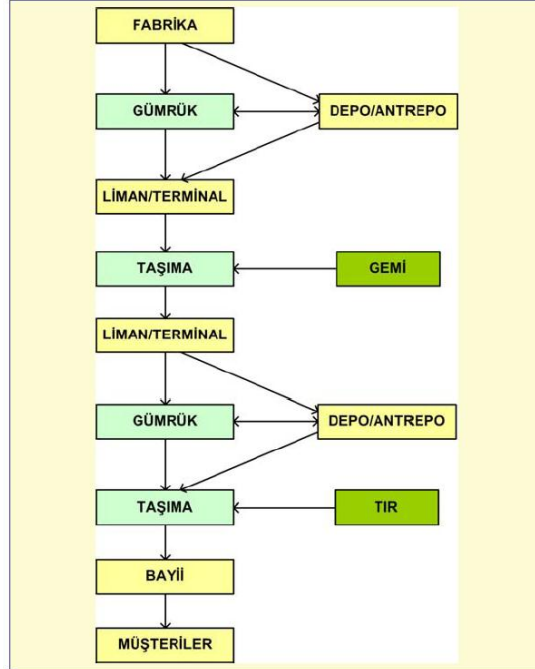 FABRİKA
GÜMRÜK
DEPO/ANTREPO
LİMAN/TERMİNAL
TAŞIMA
GEMİ
LİMAN/TERMİNAL
GÜMRÜK
DEPO/ANTREPO
TAŞIMA
TIR
BAYİİ
MÜŞTERİLER